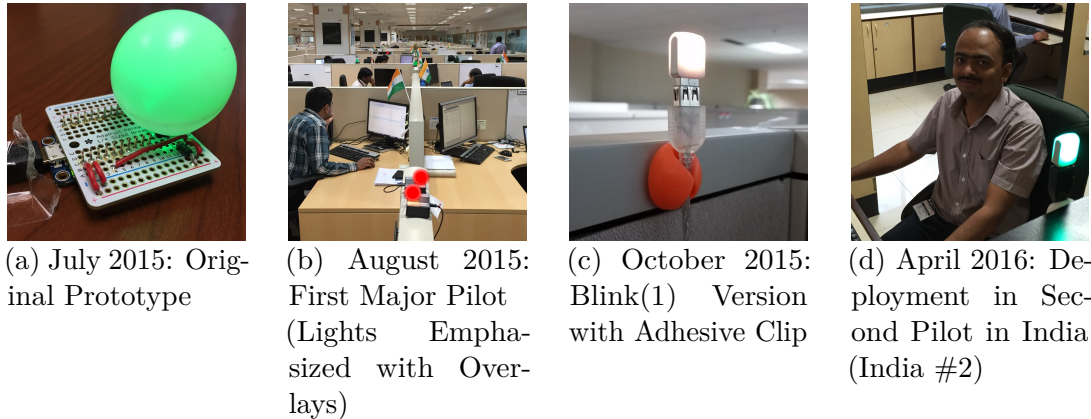 (a) July 2015: Orig-
inal Prototype
(b) August 2015:
First Major Pilot
(Lights Empha-
sized with Over-
lays)
(c) October 2015:
Blink(1) Version
with Adhesive Clip
(d) April 2016: De-
ployment in Sec-
ond Pilot in India
(India #2)